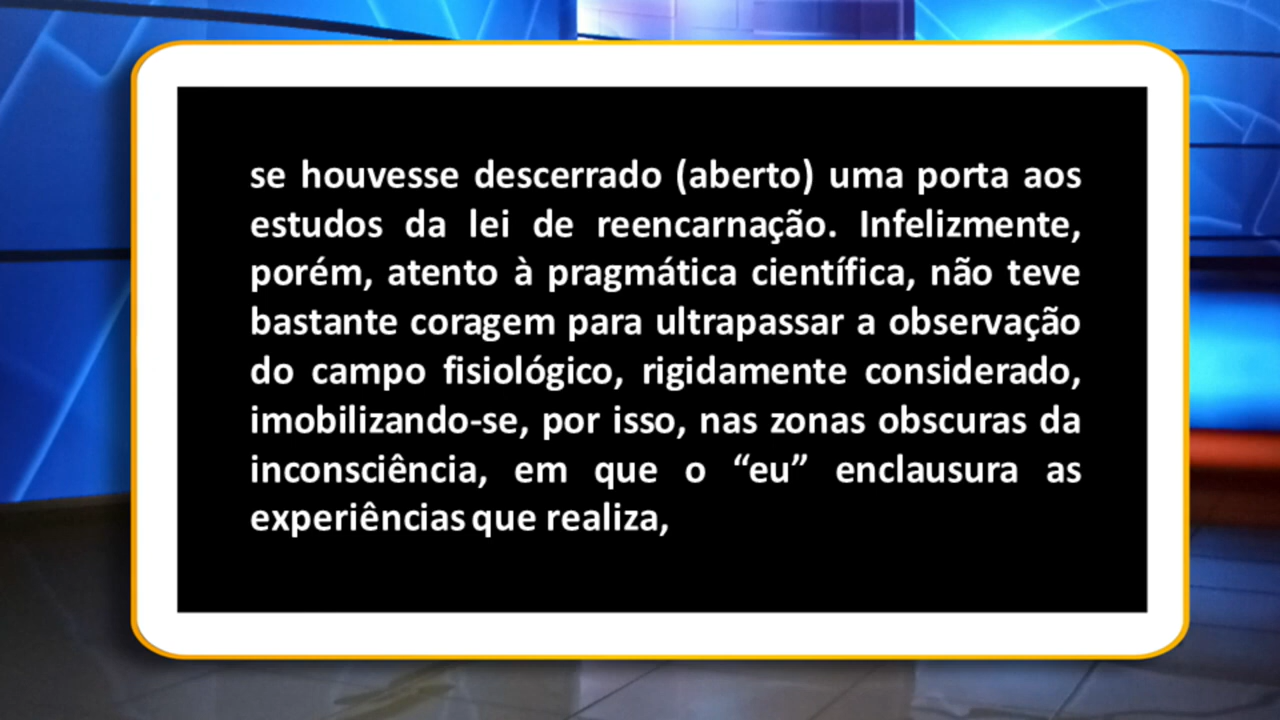 se houvesse descerrado (aberto) uma porta aos
estudos da lei de reencarnação. Infelizmente,
porém, atento à pragmática científica, não teve
bastante coragem para ultrapassar a observação
do campo fisiológico, rigidamente considerado,
imobilizando-se, por isso, nas zonas obscuras da
inconsciência, em que o “eu” enclausura as
experiências que realiza,